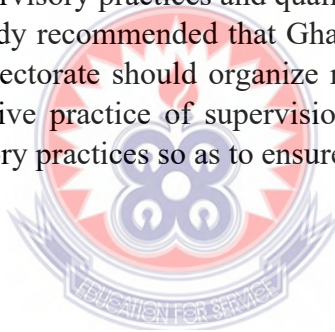 rvisory practices and quan
dy recommended that Gha
ectorate should organize r
ive practice of supervisio
ry practices so as to ensure
EDUCATION FOR SERVICE